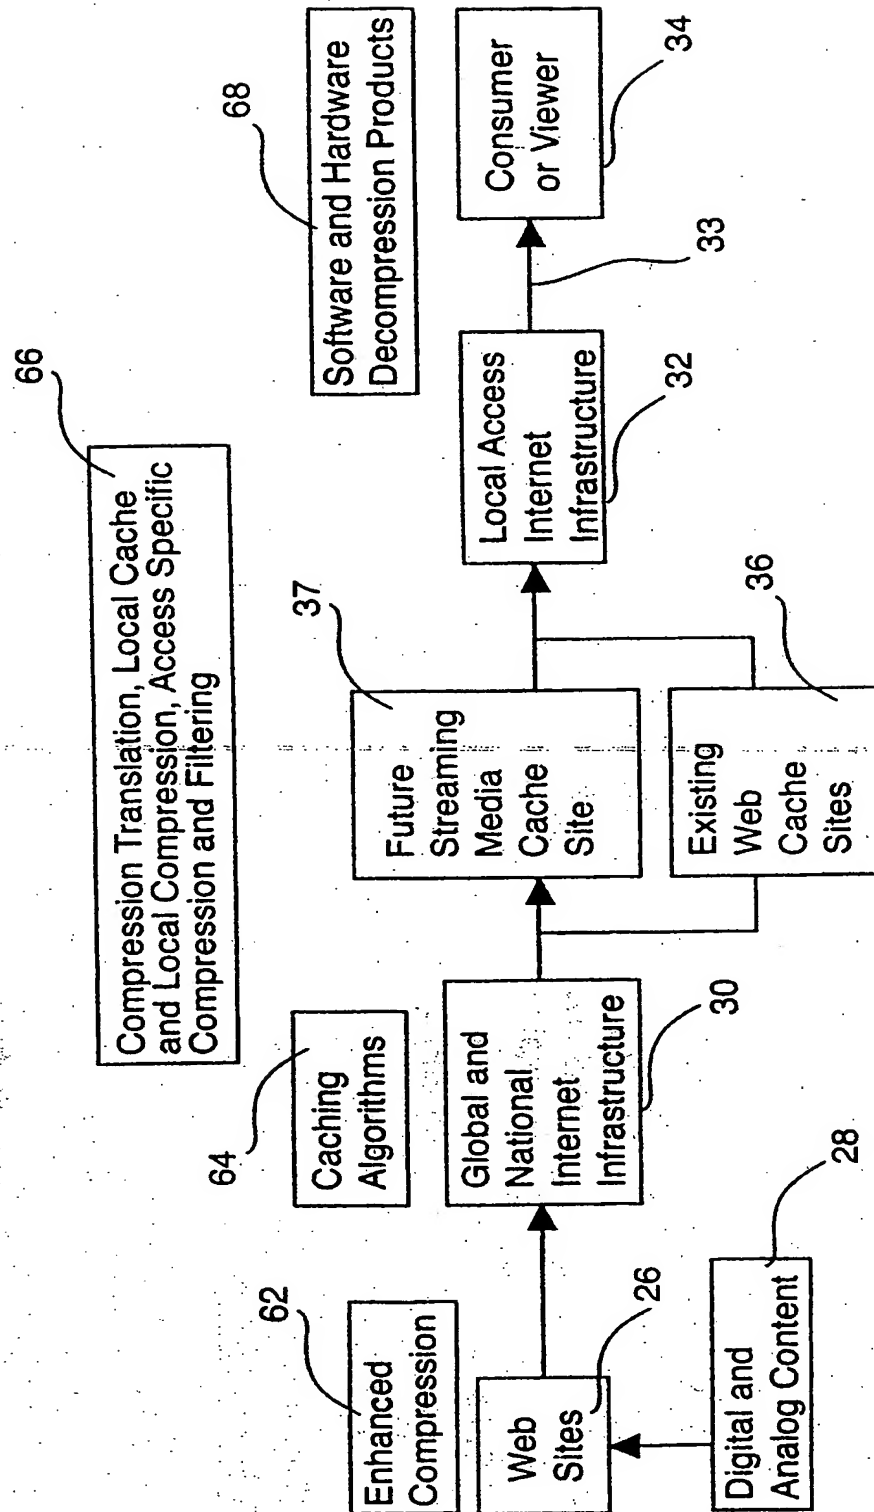 66
Compression Translation, Local Cache
and Local Compression, Access Specific
Compression and Filtering
62
Enhanced
Compression
64
Caching
Algorithms
68
Software and Hardware
Decompression Products
Web
Sites
26
Global and
National
Internet
Infrastructure
30
37
Future
Streaming
Media
Cache
Site
Local Access
Internet
Infrastructure
32
33
Consumer
or Viewer
34
Digital and
Analog Content
28
Existing
Web
Cache
Sites
36